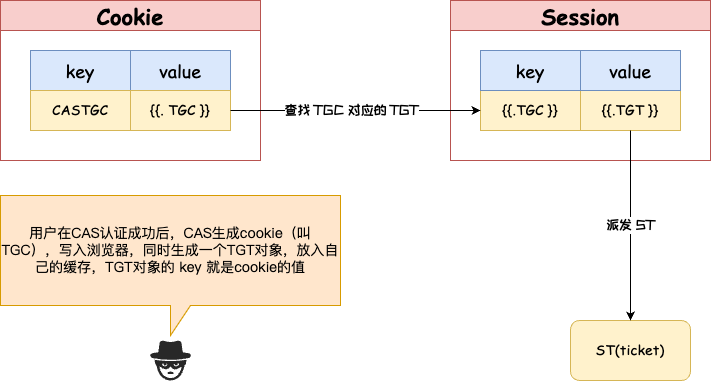 Cookie
key value
CASTGC {{. TGC }}
查找 TGC 对应的 TGT
Session
key value
{{.TGC }} {{.TGT }}
派发 ST
ST(ticket)
用户在CAS认证成功后，CAS生成cookie（叫
TGC），写入浏览器，同时生成一个TGT对象，放入自
己的缓存，TGT对象的 key 就是cookie的值